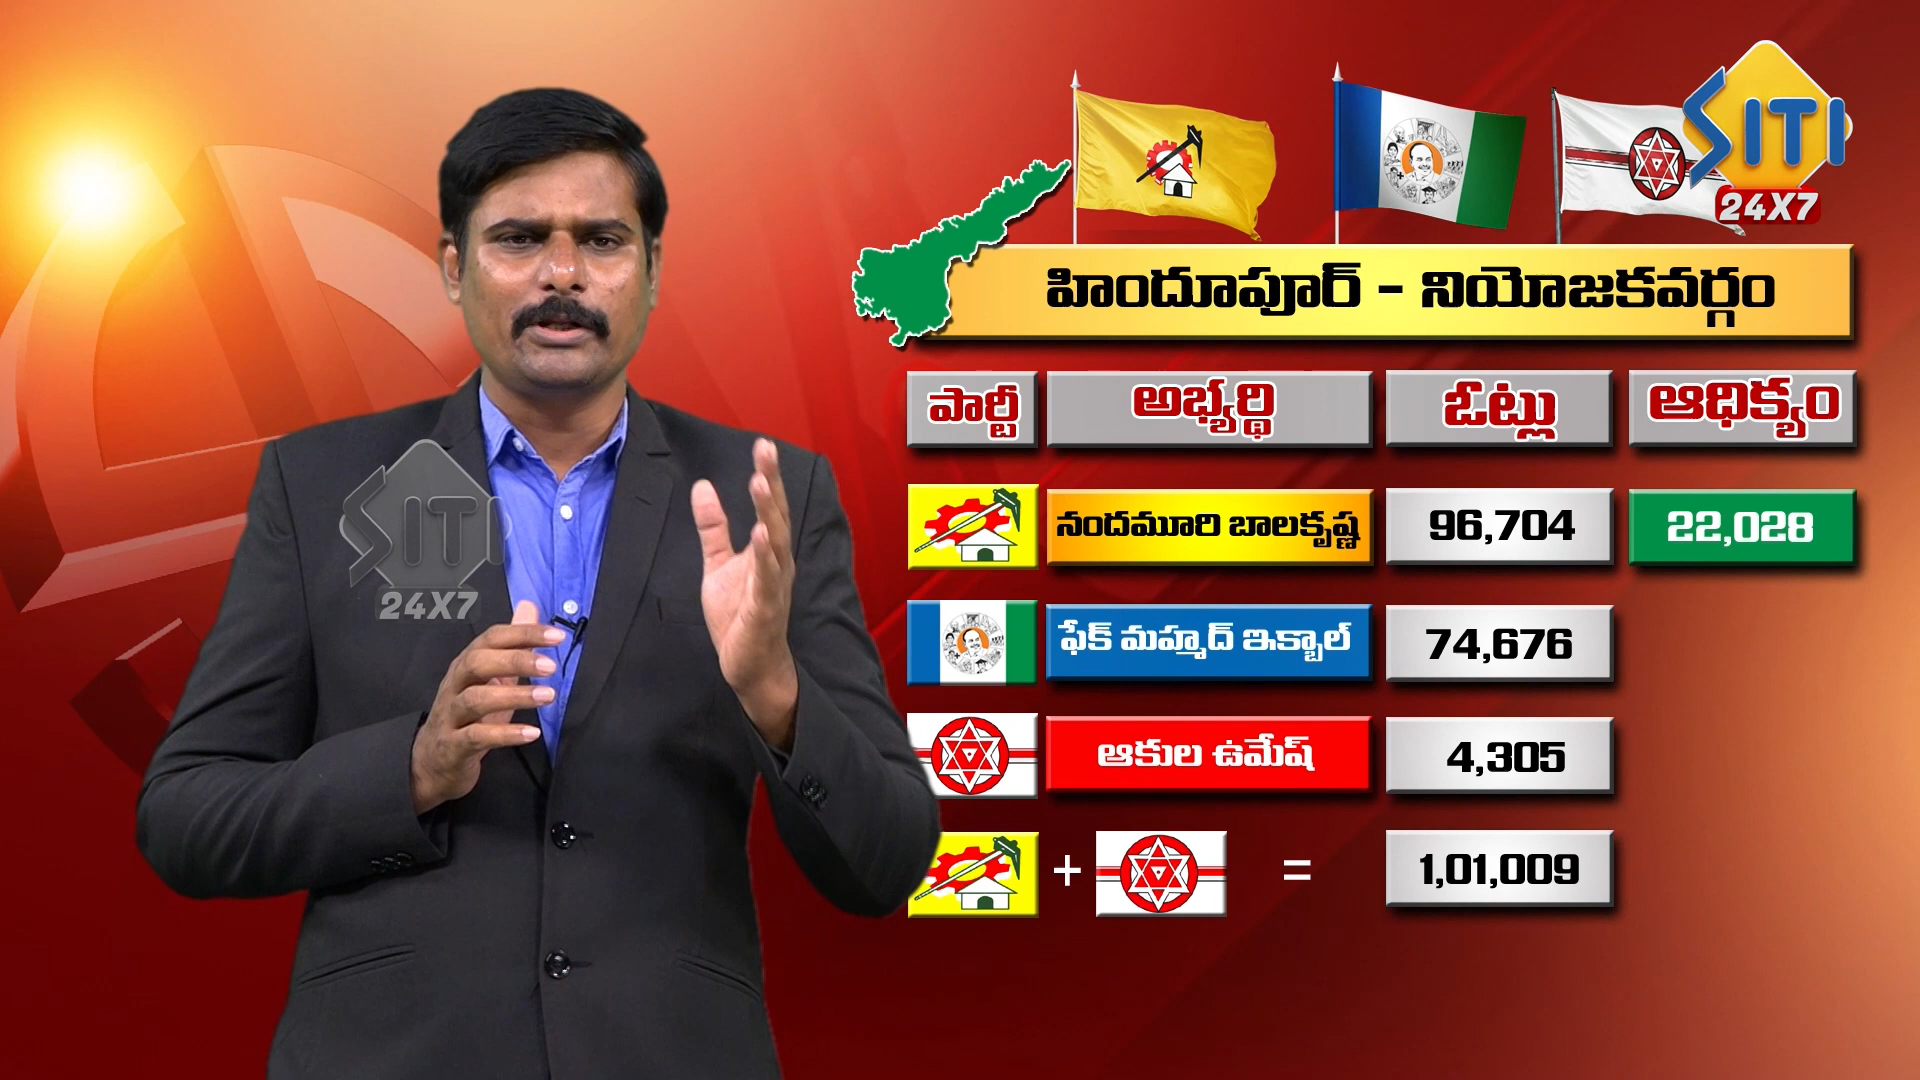 SITI
24X7
హిందూపూర్ - నియోజకవర్గం
పార్టీ అభ్యర్థి ఓట్లు ఆధిక్యం
నందమూరి బాలకృష్ణ 96,704 22,028
ఫేక్ మహ్మద్ ఇక్బాల్ 74,676
ఆకుల ఉమేష్ 4,305
+ = 1,01,009
SITI
24X7